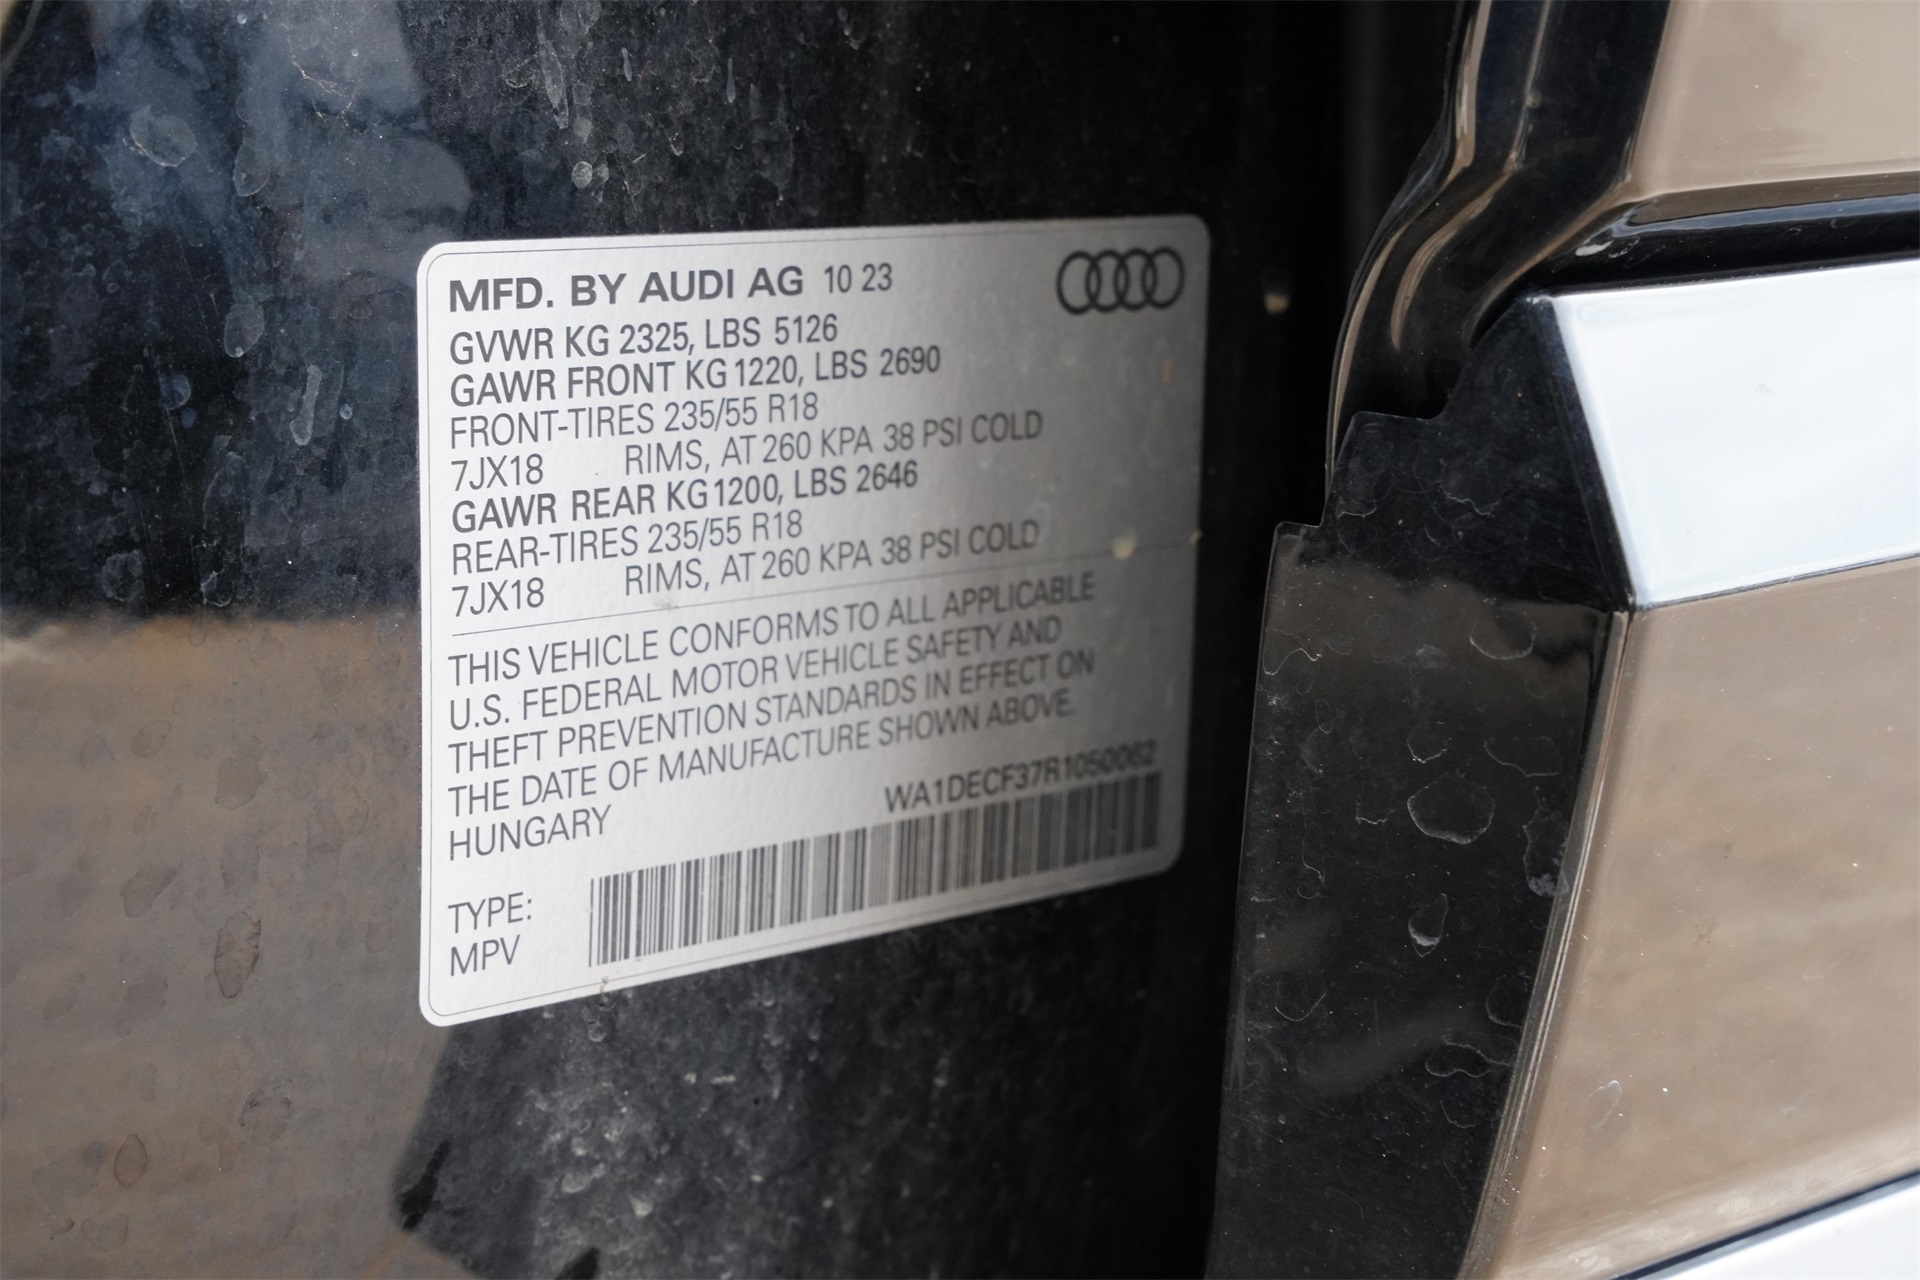 MFD. BY AUDI AG 10 23
GVWR KG 2325, LBS 5126
GAWR FRONT KG 1220, LBS 2690
FRONT-TIRES 235/55 R18
7JX18 RIMS, AT 260 KPA 38 PSI COLD
GAWR REAR KG 1200, LBS 2646
REAR-TIRES 235/55 R18
7JX18 RIMS, AT 260 KPA 38 PSI COLD
THIS VEHICLE CONFORMS TO ALL APPLICABLE
U.S. FEDERAL MOTOR VEHICLE SAFETY AND
THEFT PREVENTION STANDARDS IN EFFECT ON
THE DATE OF MANUFACTURE SHOWN ABOVE.
HUNGARY
WA1DECF37R1050062
TYPE:
MPV